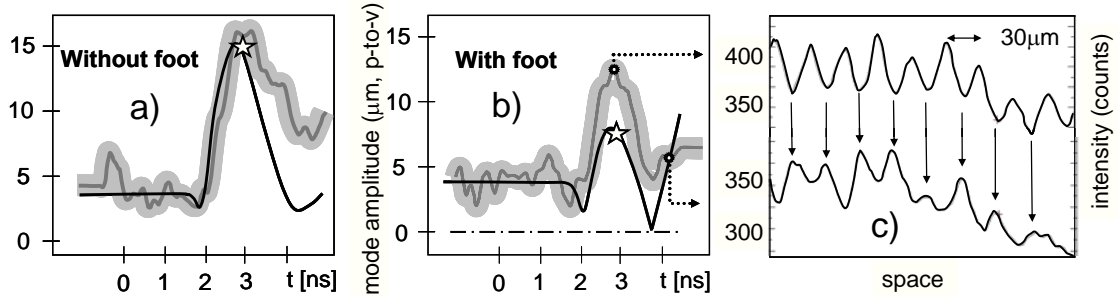 15
10
5
0
Without foot
a)
0 1 2 3 t [ns]
mode amplitude (μm, p-to-v)
15
10
5
0
With foot
b)
0 1 2 3 t [ns]
400
350
350
300
30μm
c)
space
intensity (counts)